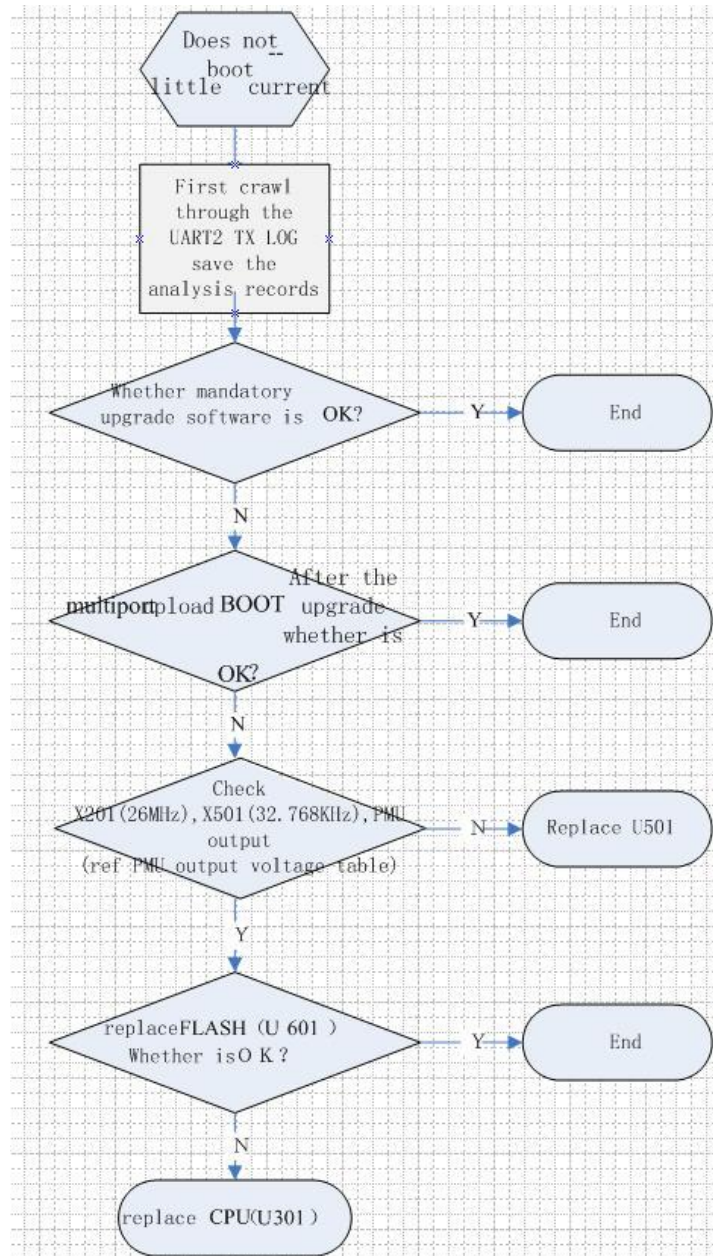 Does not --
boot
little current
First crawl
through the
UART2 TX LOG
save the
analysis records
Whether mandatory
upgrade software is OK?
Y
End
N
After the
multiport upload BOOT upgrade
whether is
OK?
Y
End
N
Check
X201(26MHz),X501(32.768KHz),PMU
output
(ref PMU output voltage table)
N
Replace U501
Y
replaceFLASH (U 601 )
Whether isO K ?
Y
End
N
replace CPU(U301 )